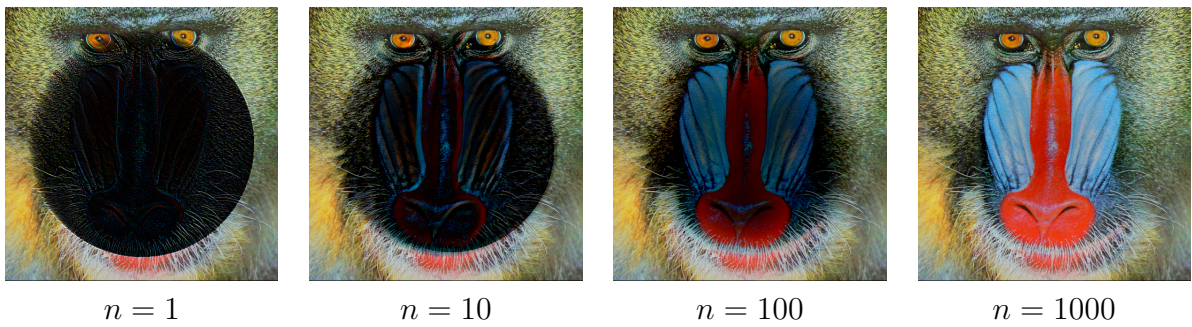 n = 1
n = 10
n = 100
n = 1000